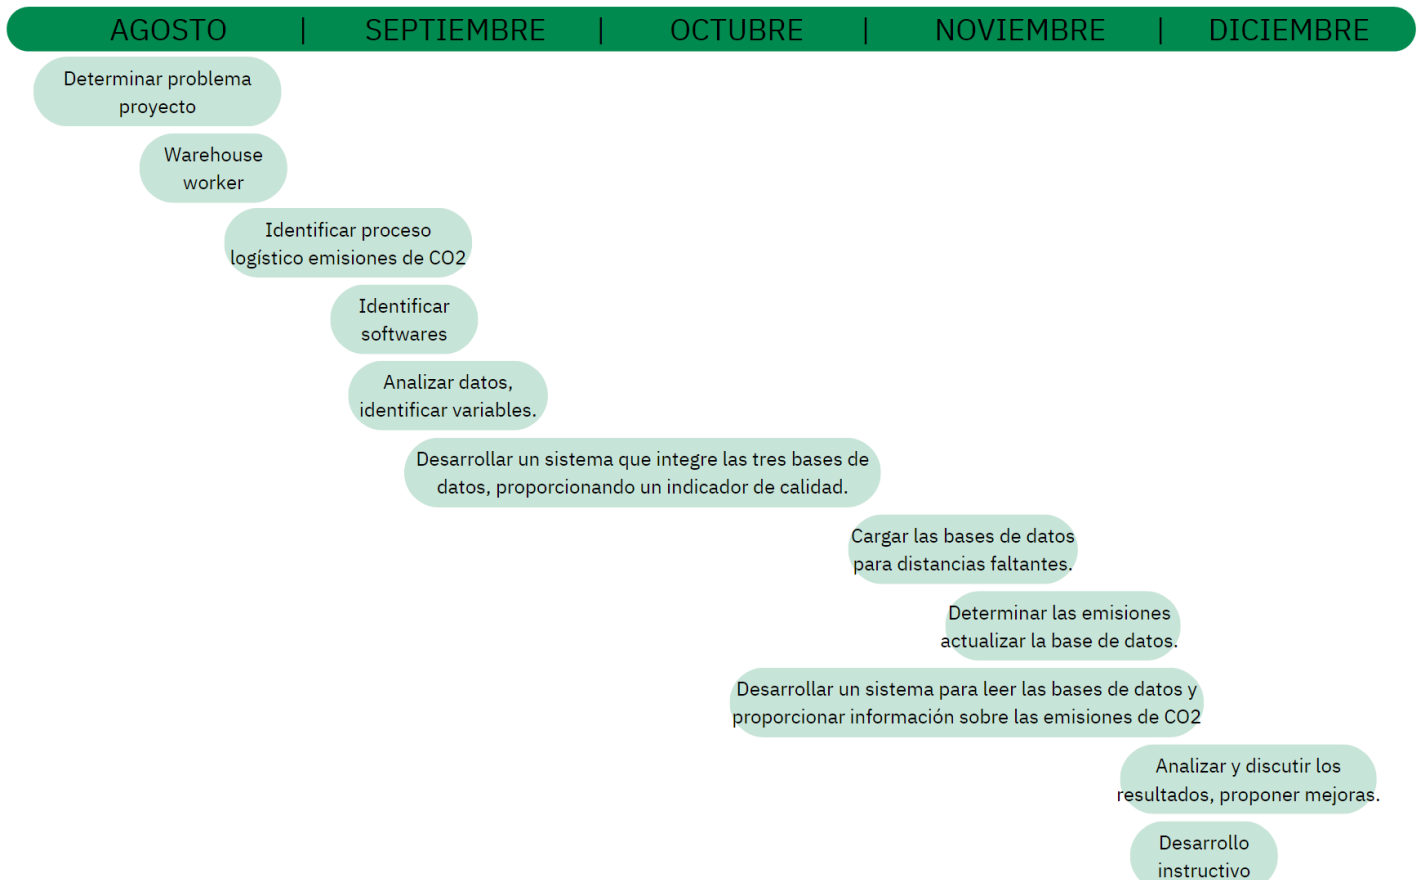 AGOSTO | SEPTIEMBRE | OCTUBRE | NOVIEMBRE | DICIEMBRE
Determinar problema
proyecto
Warehouse
worker
Identificar proceso
logístico emisiones de CO2
Identificar
softwares
Analizar datos,
identificar variables.
Desarrollar un sistema que integre las tres bases de
datos, proporcionando un indicador de calidad.
Cargar las bases de datos
para distancias faltantes.
Determinar las emisiones
actualizar la base de datos.
Desarrollar un sistema para leer las bases de datos y
proporcionar información sobre las emisiones de CO2
Analizar y discutir los
resultados, proponer mejoras.
Desarrollo
instructivo